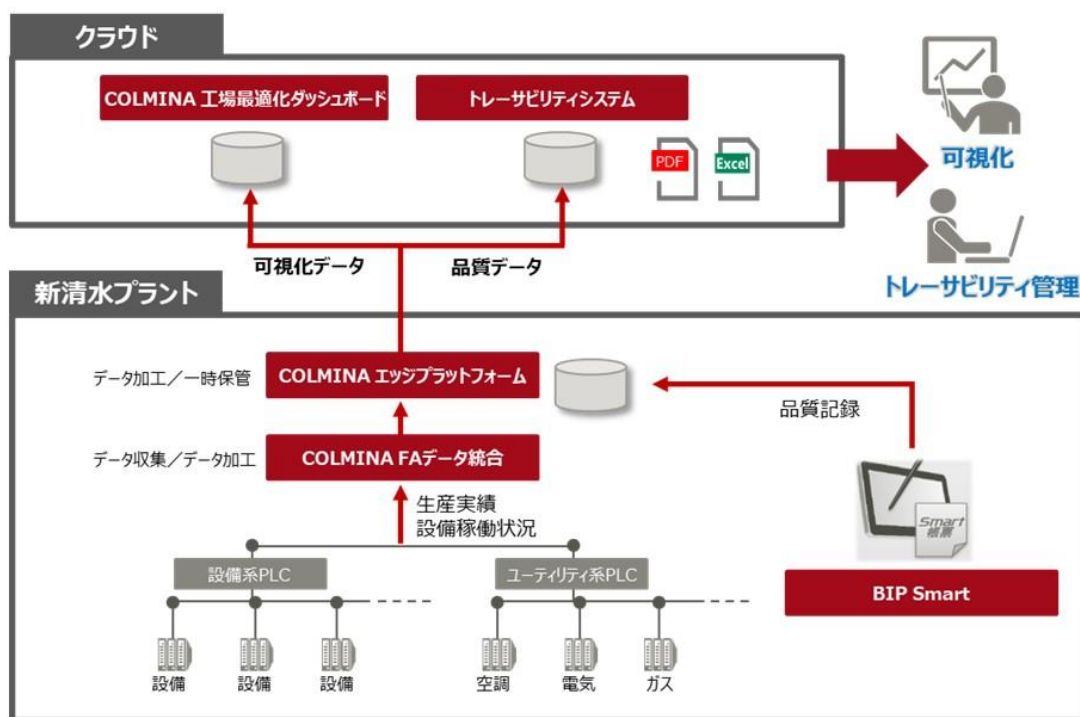 クラウド
COLMINA 工場最適化ダッシュボード
トレーサビリティシステム
PDF
Excel
可視化
可視化データ
品質データ
トレーサビリティ管理
新清水プラント
データ加工／一時保管
COLMINA エッジプラットフォーム
品質記録
データ収集／データ加工
COLMINA FAデータ統合
生産実績
設備稼働状況
Smart
帳票
設備系PLC
ユーティリティ系PLC
BIP Smart
設備
設備
設備
空調
電気
ガス